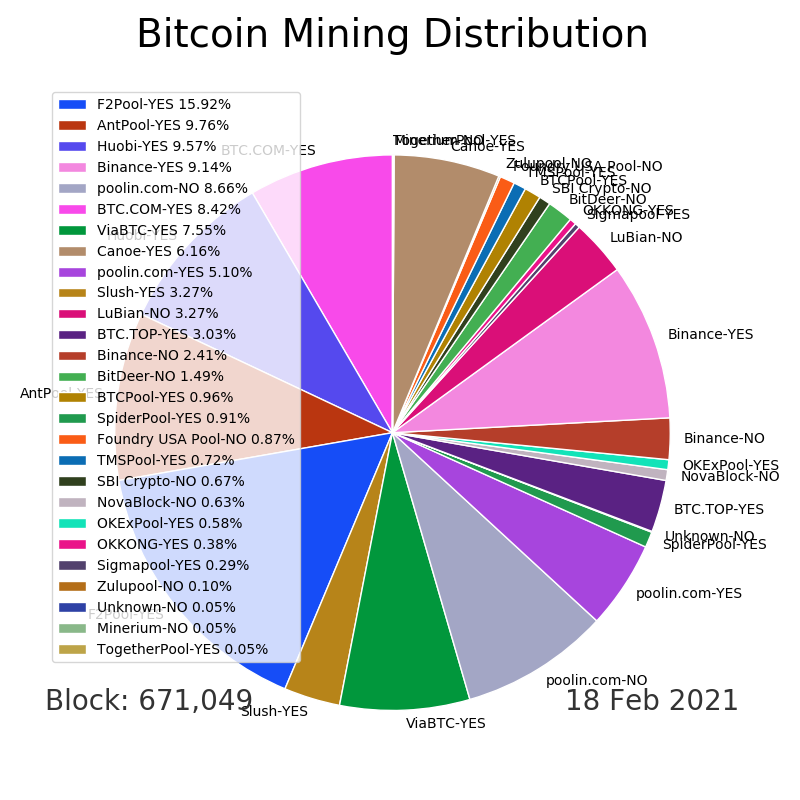 Bitcoin Mining Distribution
F2Pool-YES 15.92%
AntPool-YES 9.76%
Huobi-YES 9.57%
Binance-YES 9.14%
poolin.com-NO 8.66%
BTC.COM-YES 8.42%
ViaBTC-YES 7.55%
Canoe-YES 6.16%
poolin.com-YES 5.10%
Slush-YES 3.27%
LuBian-NO 3.27%
BTC.TOP-YES 3.03%
Binance-NO 2.41%
BitDeer-NO 1.49%
BTCPool-YES 0.96%
SpiderPool-YES 0.91%
Foundry USA Pool-NO 0.87%
TMSPool-YES 0.72%
SBI Crypto-NO 0.67%
NovaBlock-NO 0.63%
OKExPool-YES 0.58%
OKKONG-YES 0.38%
Sigmapool-YES 0.29%
Zulupool-NO 0.10%
Unknown-NO 0.05%
Minerium-NO 0.05%
TogetherPool-YES 0.05%
TogetherPool-YES
Minerium-NO
Canoe-YES
Zulupool-NO
Foundry USA Pool-NO
TMSPool-YES
BTCPool-YES
SBI Crypto-NO
BitDeer-NO
OKKONG-YES
Sigmapool-YES
LuBian-NO
Binance-YES
Binance-NO
OKExPool-YES
NovaBlock-NO
BTC.TOP-YES
Unknown-NO
SpiderPool-YES
poolin.com-YES
poolin.com-NO
ViaBTC-YES
Slush-YES
F2Pool-YES
AntPool-YES
Huobi-YES
BTC.COM-YES
Block: 671,049
18 Feb 2021